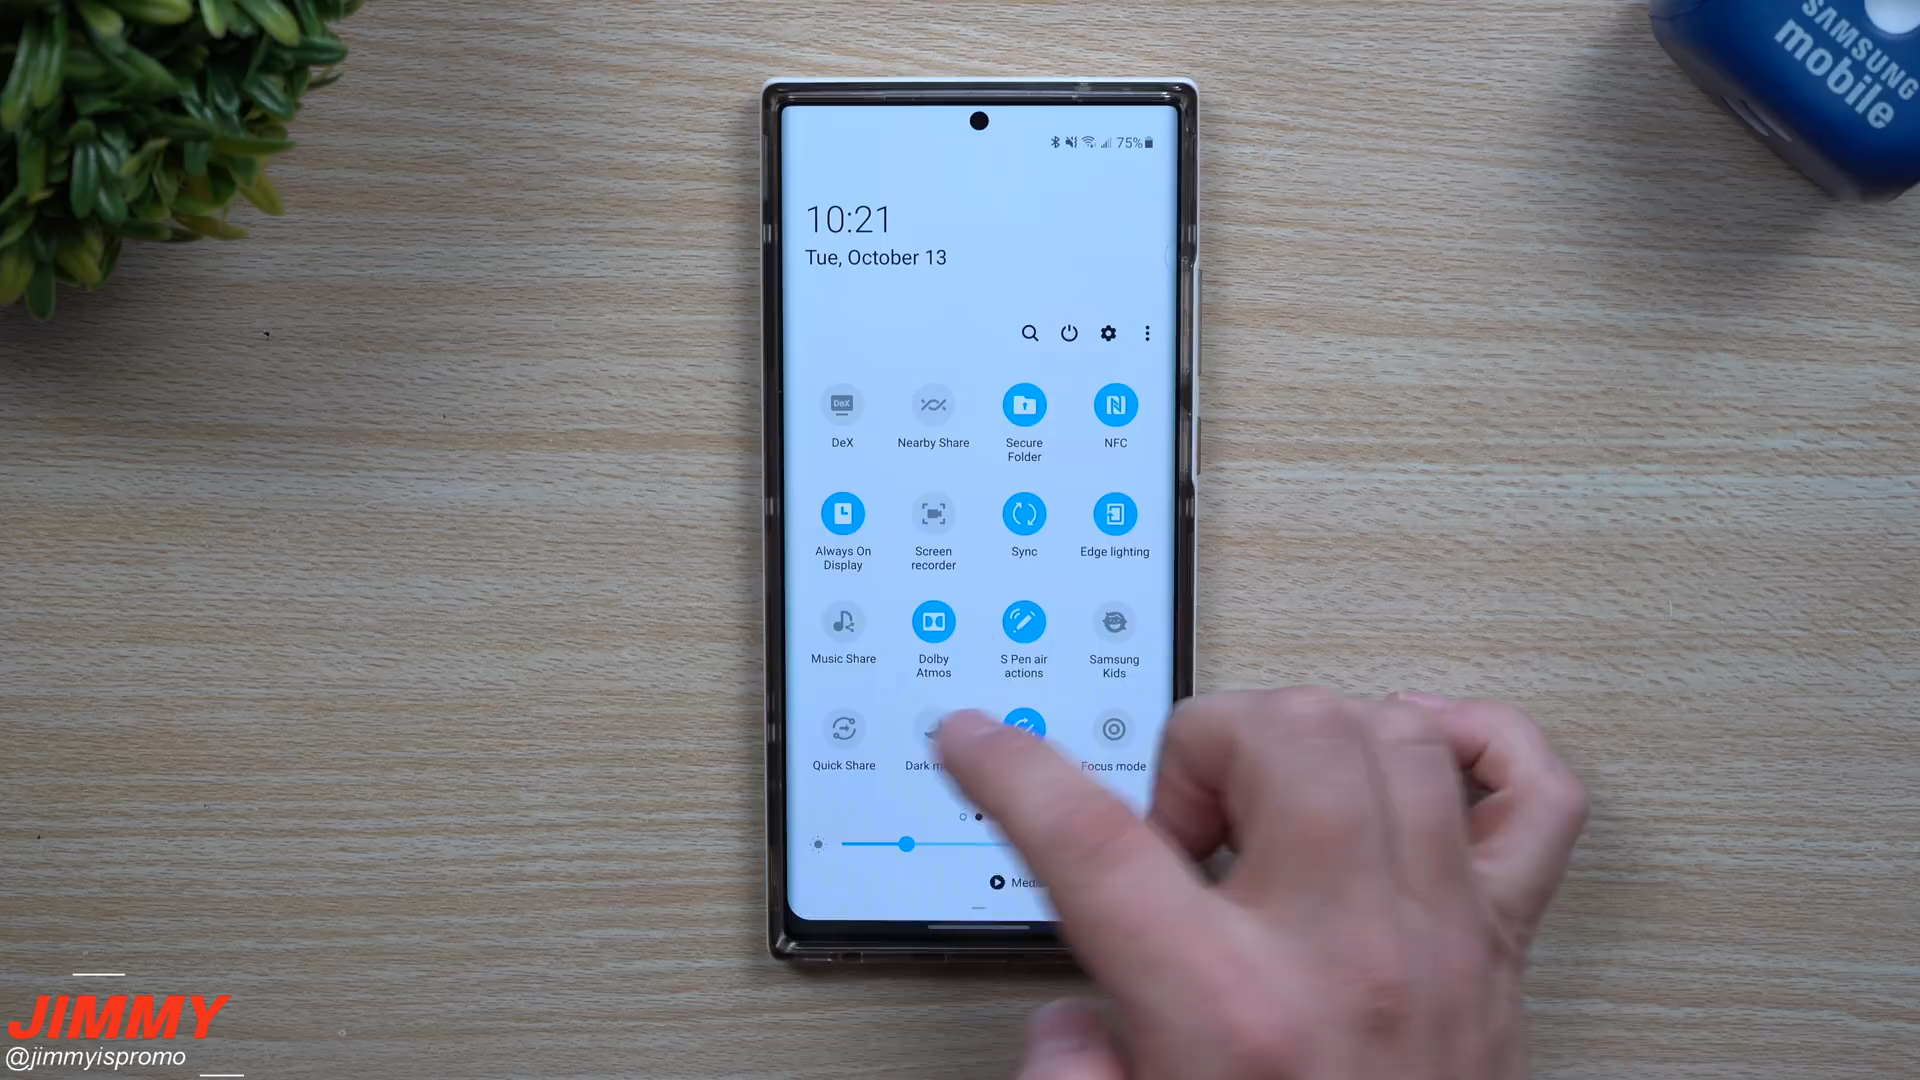 SAMSUNG
mobile
75%
10:21
Tue, October 13
DeX
DeX
Nearby Share
Secure
Folder
NFC
Always On
Display
Screen
recorder
Sync
Edge lighting
Music Share
Dolby
Atmos
S Pen air
actions
Samsung
Kids
Quick Share
Dark
Focus mode
JIMMY
@jimmyispromo